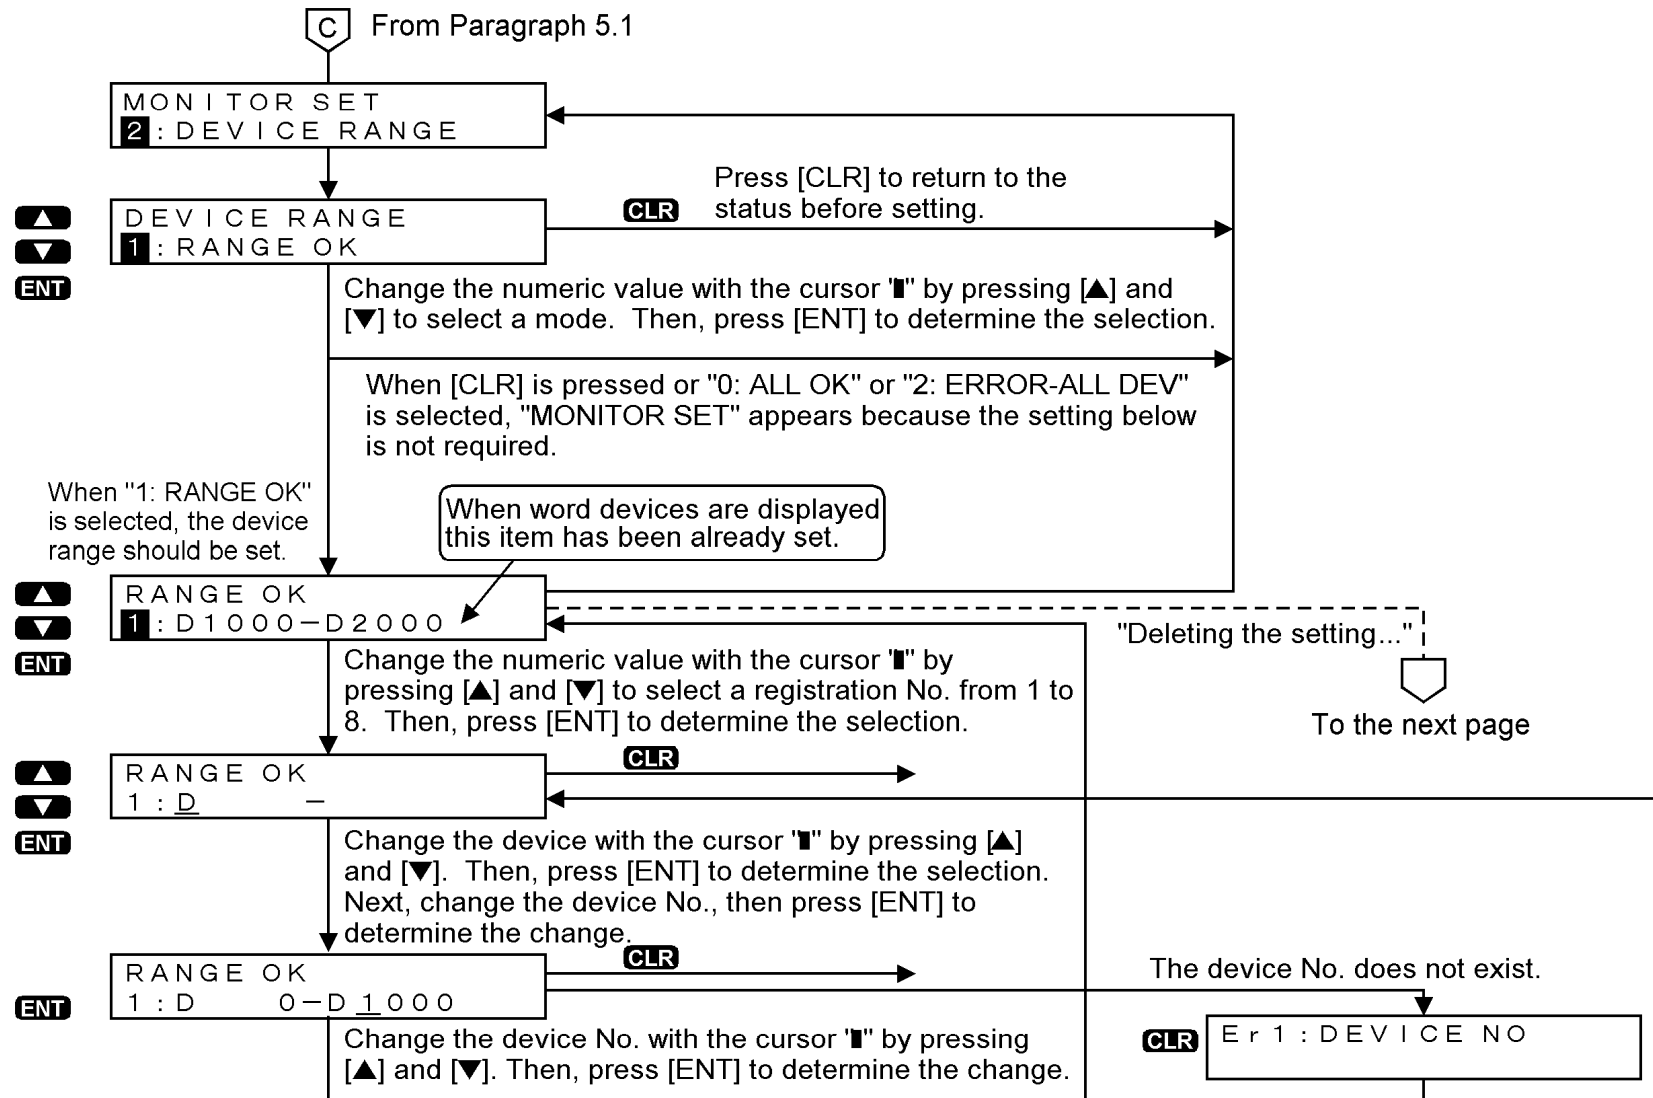 C From Paragraph 5.1
MONITOR SET
2:DEVICE RANGE
Press [CLR] to return to the
CLR status before setting.
DEVICE RANGE
1:RANGE OK
ENT
Change the numeric value with the cursor "▮" by pressing [▲] and
[▼] to select a mode. Then, press [ENT] to determine the selection.
When [CLR] is pressed or "0: ALL OK" or "2: ERROR-ALL DEV"
is selected, "MONITOR SET" appears because the setting below
is not required.
When "1: RANGE OK"
is selected, the device
range should be set.
When word devices are displayed
this item has been already set.
RANGE OK
1:D1000-D2000
ENT
"Deleting the setting..."
To the next page
Change the numeric value with the cursor "▮" by
pressing [▲] and [▼] to select a registration No. from 1 to
8. Then, press [ENT] to determine the selection.
CLR
RANGE OK
1:D -
ENT
Change the device with the cursor "▮" by pressing [▲]
and [▼]. Then, press [ENT] to determine the selection.
Next, change the device No., then press [ENT] to
determine the change.
CLR
RANGE OK
1:D 0-D1000
ENT
The device No. does not exist.
CLR
Er1:DEVICE NO
Change the device No. with the cursor "▮" by pressing
[▲] and [▼]. Then, press [ENT] to determine the change.